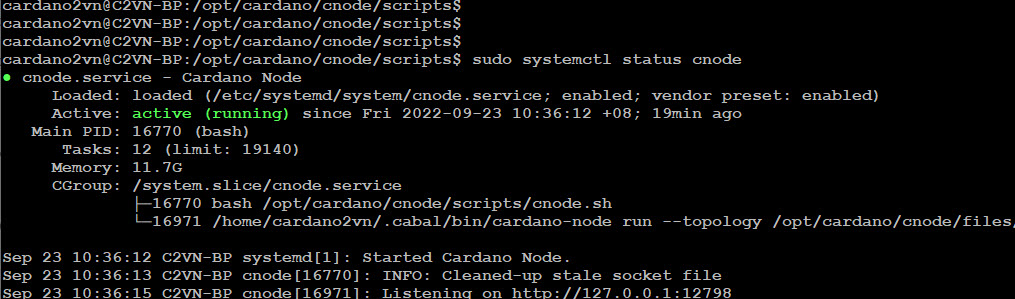 cardano2vn@C2VN-BP:/opt/cardano/cnode/scripts$
cardano2vn@C2VN-BP:/opt/cardano/cnode/scripts$
cardano2vn@C2VN-BP:/opt/cardano/cnode/scripts$
cardano2vn@C2VN-BP:/opt/cardano/cnode/scripts$ sudo systemctl status cnode
● cnode.service - Cardano Node
Loaded: loaded (/etc/systemd/system/cnode.service; enabled; vendor preset: enabled)
Active: active (running) since Fri 2022-09-23 10:36:12 +08; 19min ago
Main PID: 16770 (bash)
Tasks: 12 (limit: 19140)
Memory: 11.7G
CGroup: /system.slice/cnode.service
├─16770 bash /opt/cardano/cnode/scripts/cnode.sh
└─16971 /home/cardano2vn/.cabal/bin/cardano-node run --topology /opt/cardano/cnode/files/
Sep 23 10:36:12 C2VN-BP systemd[1]: Started Cardano Node.
Sep 23 10:36:13 C2VN-BP cnode[16770]: INFO: Cleaned-up stale socket file
Sep 23 10:36:15 C2VN-BP cnode[16971]: Listening on http://127.0.0.1:12798